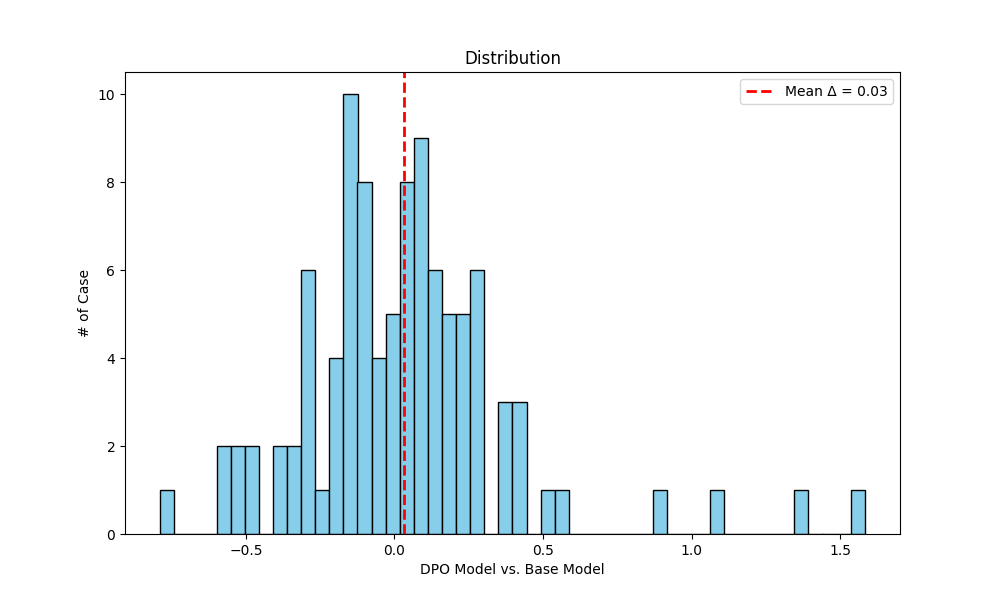 Distribution
Mean Δ = 0.03
# of Case
10
8
6
4
2
0
−0.5
0.0
0.5
1.0
1.5
DPO Model vs. Base Model